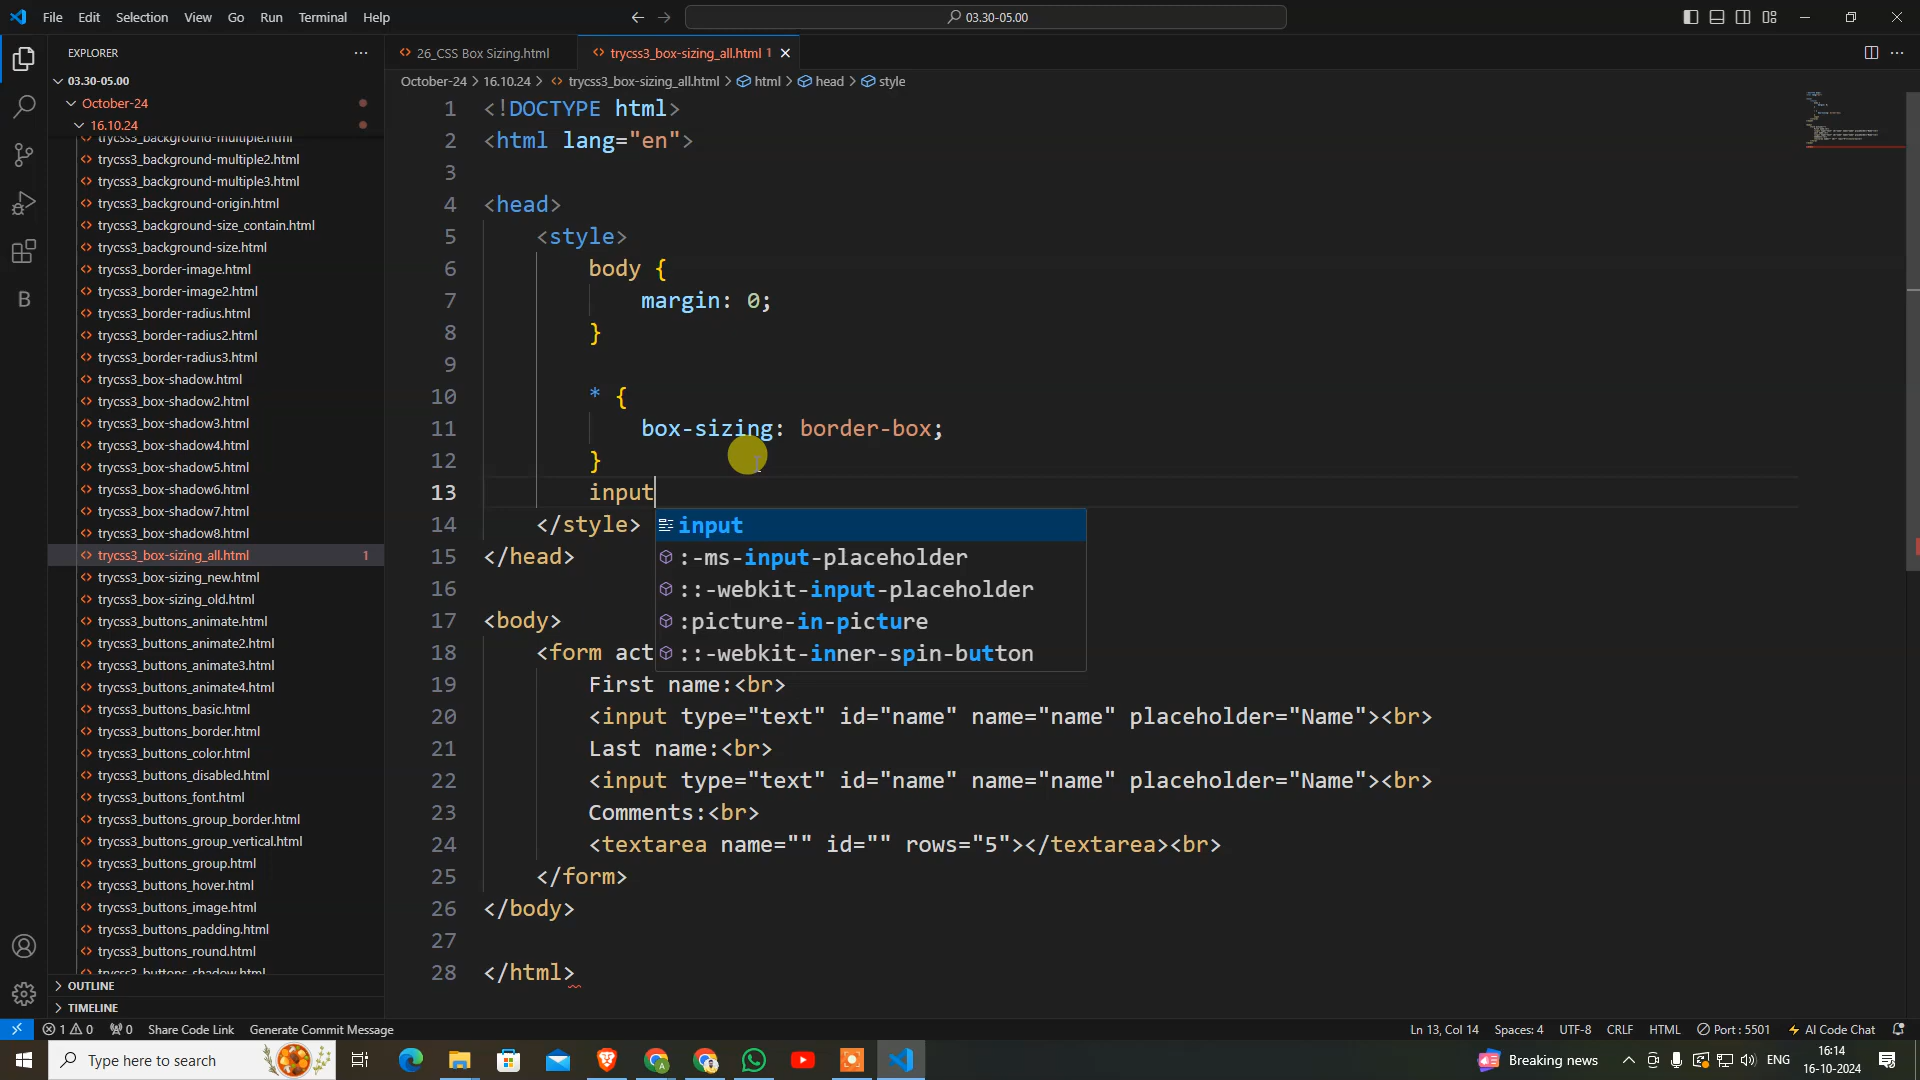 File Edit Selection View Go Run Terminal Help
03.30-05.00
EXPLORER
26_CSS Box Sizing.html
trycss3_box-sizing_all.html 1
03.30-05.00
October-24 > 16.10.24 > trycss3_box-sizing_all.html > html > head > style
October-24
16.10.24
trycss3_background-multiple.html
trycss3_background-multiple2.html
trycss3_background-multiple3.html
trycss3_background-origin.html
trycss3_background-size_contain.html
trycss3_background-size.html
trycss3_border-image.html
trycss3_border-image2.html
trycss3_border-radius.html
trycss3_border-radius2.html
trycss3_border-radius3.html
trycss3_box-shadow.html
trycss3_box-shadow2.html
trycss3_box-shadow3.html
trycss3_box-shadow4.html
trycss3_box-shadow5.html
trycss3_box-shadow6.html
trycss3_box-shadow7.html
trycss3_box-shadow8.html
trycss3_box-sizing_all.html 1
trycss3_box-sizing_new.html
trycss3_box-sizing_old.html
trycss3_buttons_animate.html
trycss3_buttons_animate2.html
trycss3_buttons_animate3.html
trycss3_buttons_animate4.html
trycss3_buttons_basic.html
trycss3_buttons_border.html
trycss3_buttons_color.html
trycss3_buttons_disabled.html
trycss3_buttons_font.html
trycss3_buttons_group_border.html
trycss3_buttons_group_vertical.html
trycss3_buttons_group.html
trycss3_buttons_hover.html
trycss3_buttons_image.html
trycss3_buttons_padding.html
trycss3_buttons_round.html
trycss3_buttons_shadow.html
OUTLINE
TIMELINE
1 <!DOCTYPE html>
2 <html lang="en">
3
4 <head>
5 <style>
6 body {
7 margin: 0;
8 }
9
10 * {
11 box-sizing: border-box;
12 }
13 input
14 </style>
15 </head>
16
17 <body>
18 <form act
19 First name:<br>
20 <input type="text" id="name" name="name" placeholder="Name"><br>
21 Last name:<br>
22 <input type="text" id="name" name="name" placeholder="Name"><br>
23 Comments:<br>
24 <textarea name="" id="" rows="5"></textarea><br>
25 </form>
26 </body>
27
28 </html>
input
:-ms-input-placeholder
::-webkit-input-placeholder
:picture-in-picture
::-webkit-inner-spin-button
1 0 0 Share Code Link Generate Commit Message
Ln 13, Col 14 Spaces: 4 UTF-8 CRLF HTML Port : 5501 AI Code Chat
Type here to search
Breaking news
ENG
16:14
16-10-2024